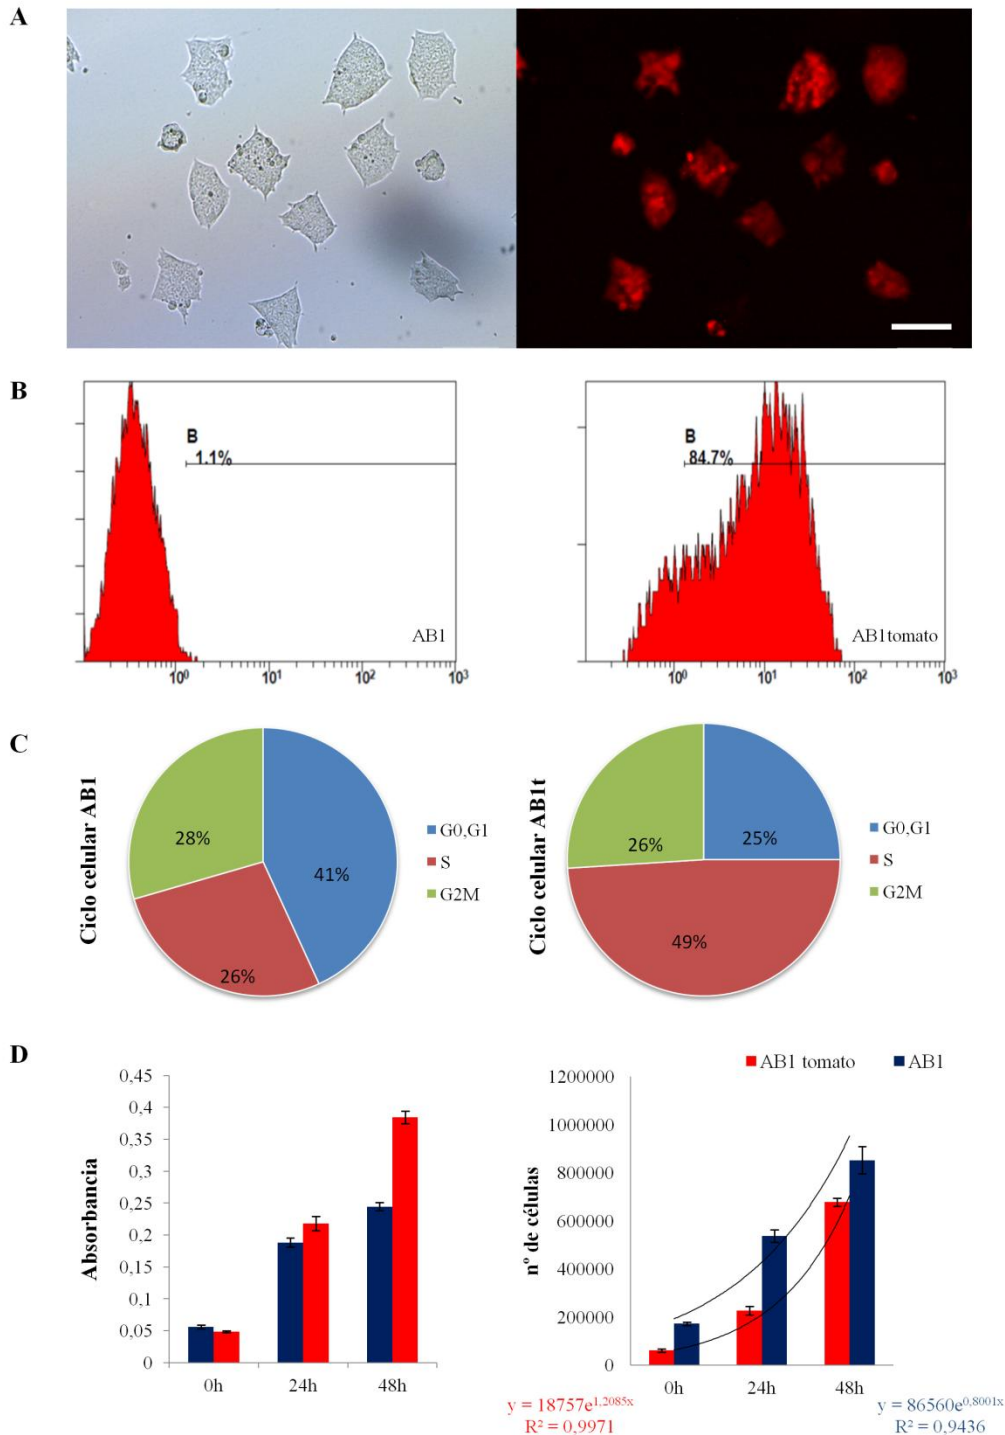 A
B
B
1.1%
AB1
10⁰ 10¹ 10² 10³
B
84.7%
AB1tomato
10⁰ 10¹ 10² 10³
C
Ciclo celular AB1
28%
41%
26%
G0,G1
S
G2M
Ciclo celular AB1t
26%
25%
49%
G0,G1
S
G2M
D
Absorbancia
0,45
0,4
0,35
0,3
0,25
0,2
0,15
0,1
0,05
0
0h 24h 48h
AB1 tomato AB1
nº de células
1200000
1000000
800000
600000
400000
200000
0
0h 24h 48h
y = 18757e^1,2085x
R² = 0,9971
y = 86560e^0,8001x
R² = 0,9436